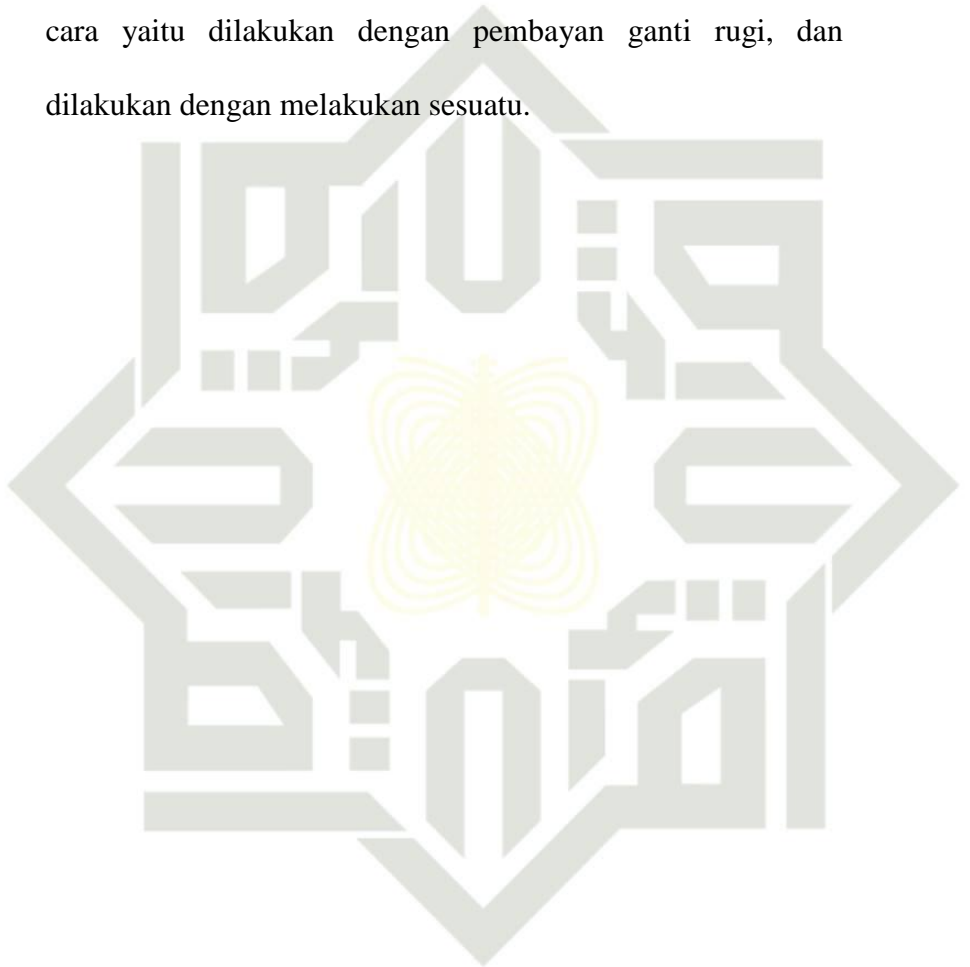 cara yaitu dilakukan dengan pembayan ganti rugi, dan
dilakukan dengan melakukan sesuatu.